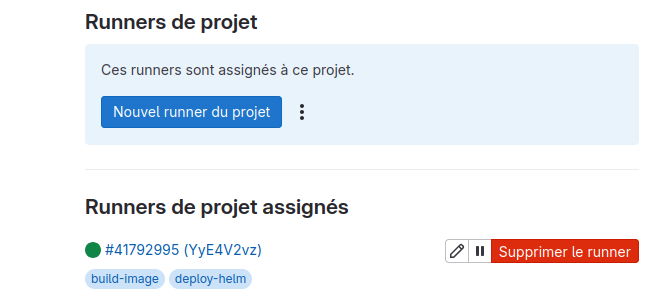 Runners de projet
Ces runners sont assignés à ce projet.
Nouvel runner du projet
Runners de projet assignés
#41792995 (YyE4V2vz)
Supprimer le runner
build-image deploy-helm